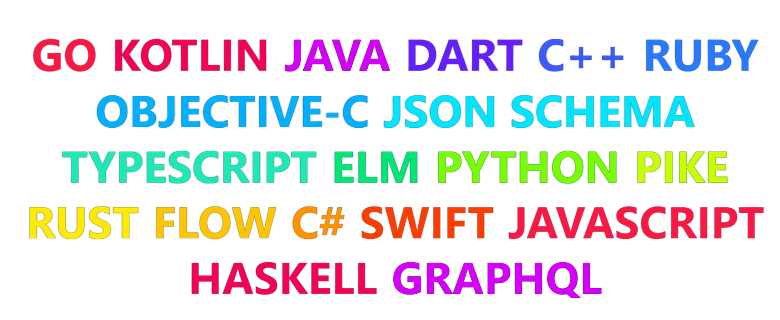 GO KOTLIN JAVA DART C++ RUBY
OBJECTIVE-C JSON SCHEMA
TYPESCRIPT ELM PYTHON PIKE
RUST FLOW C# SWIFT JAVASCRIPT
HASKELL GRAPHQL